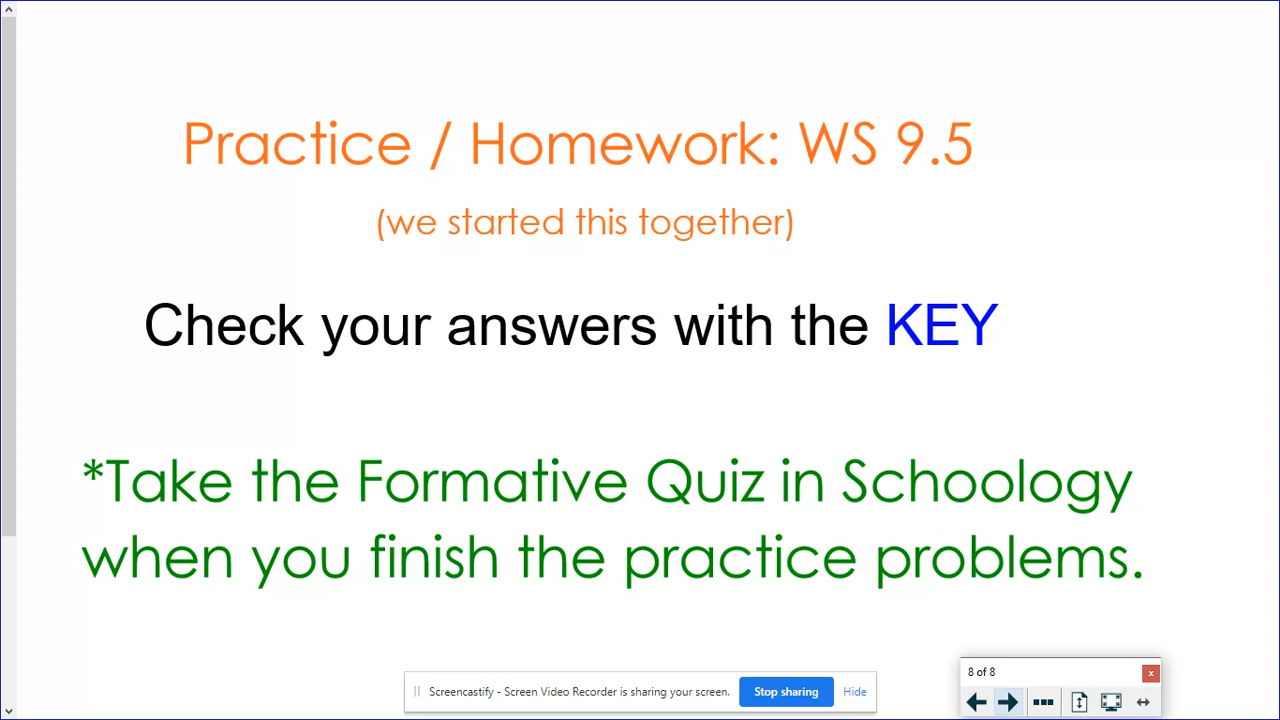 Practice / Homework: WS 9.5
(we started this together)
Check your answers with the KEY
*Take the Formative Quiz in Schoology
when you finish the practice problems.
8 of 8
x
Screencastify - Screen Video Recorder is sharing your screen. Stop sharing Hide